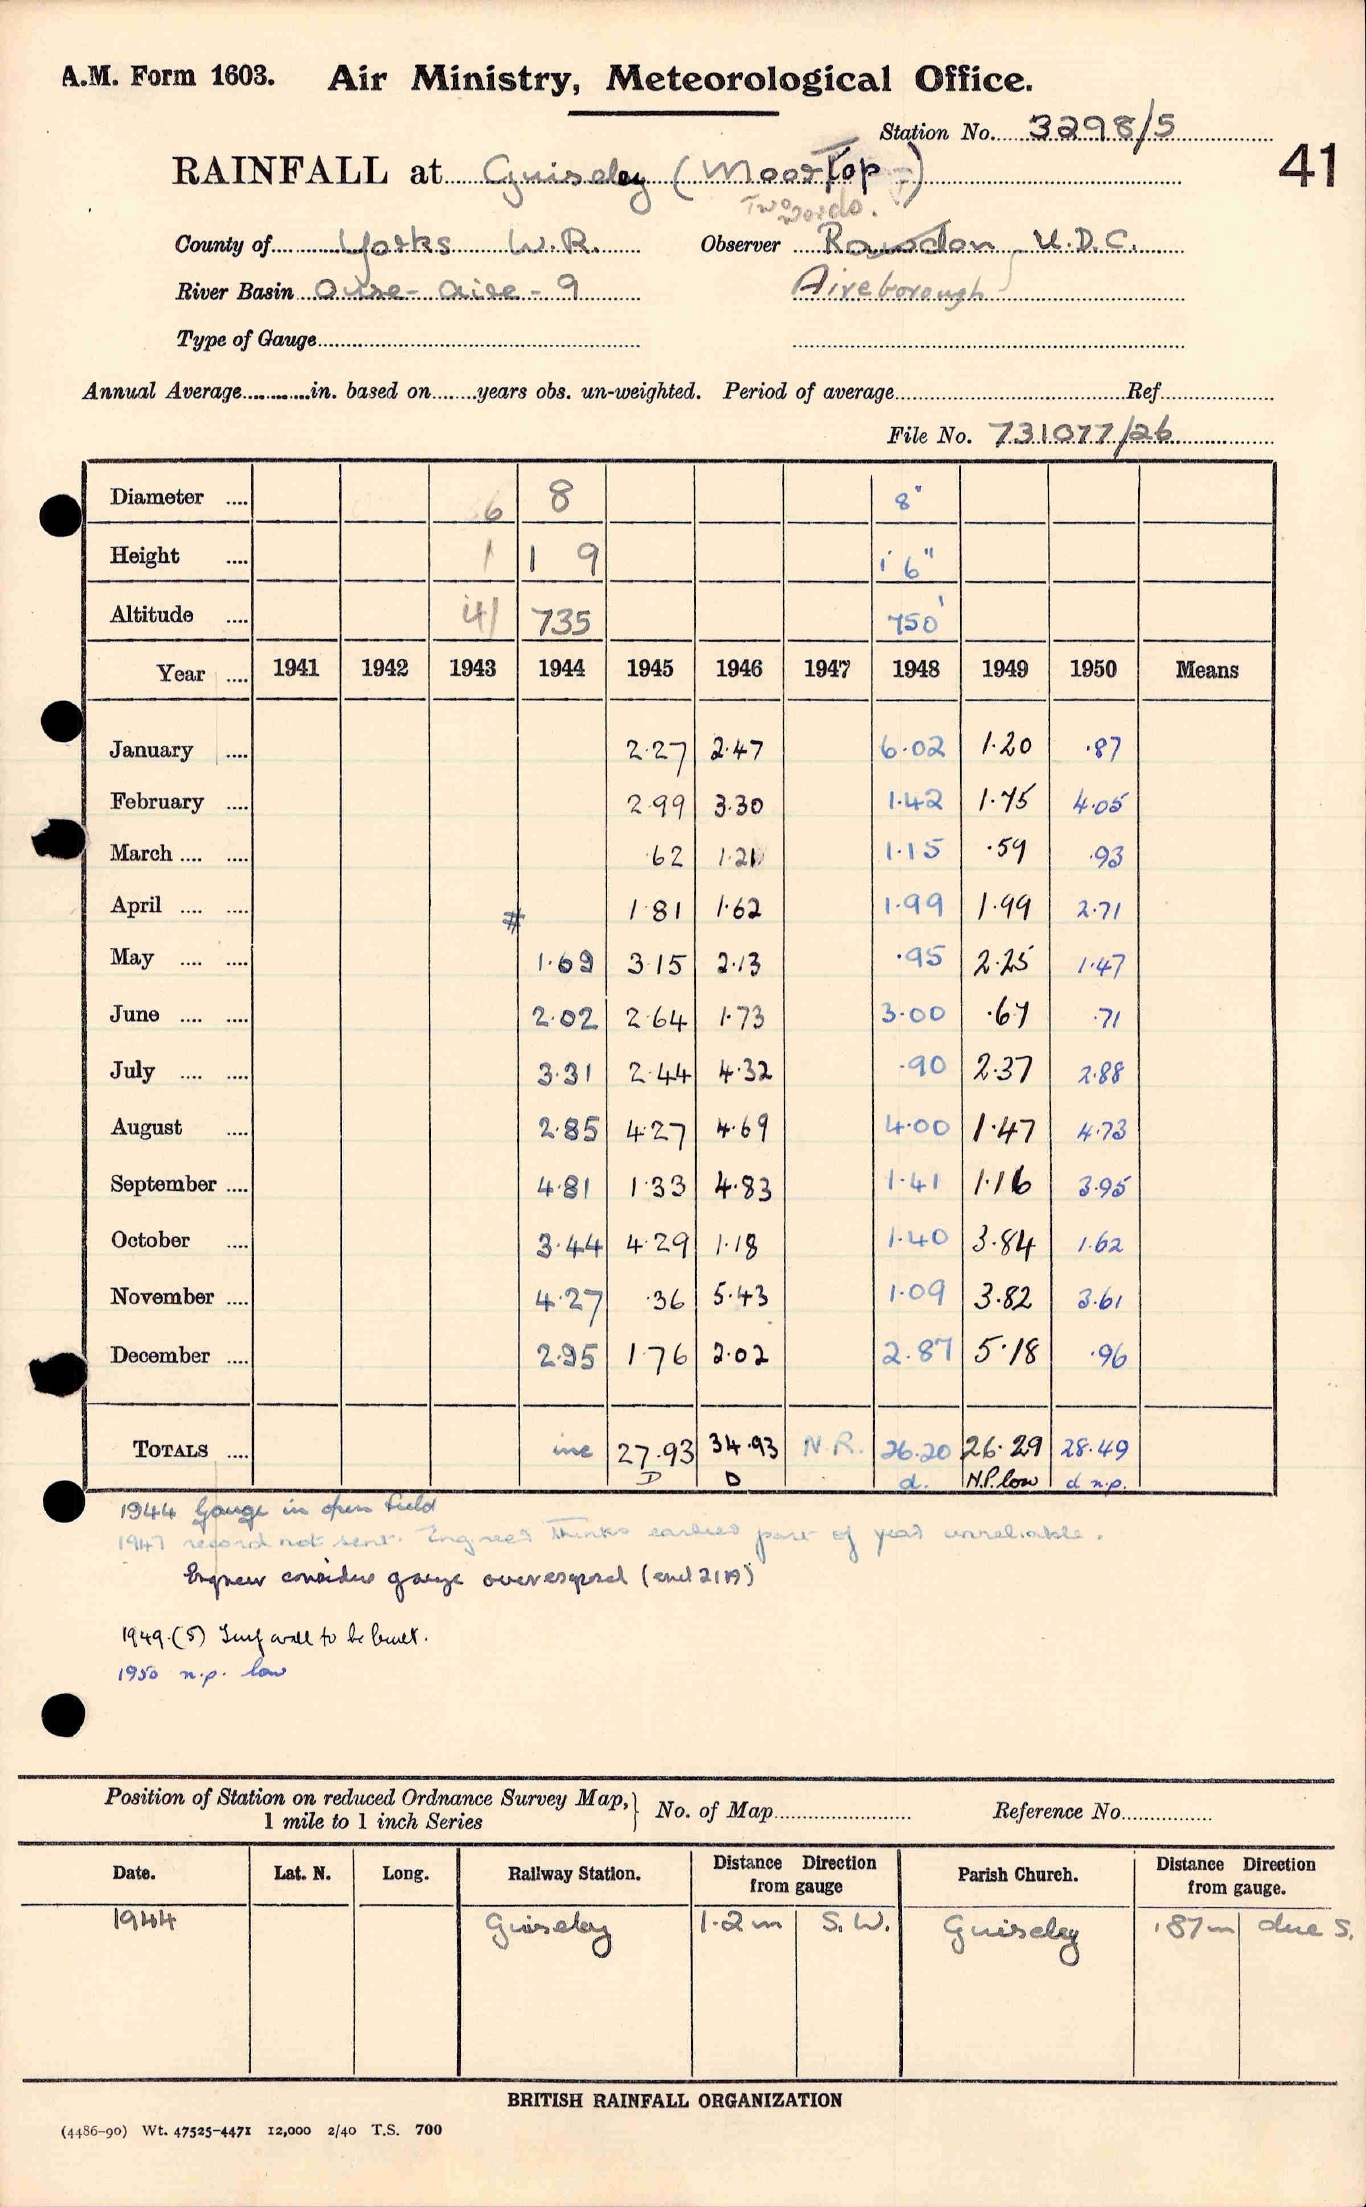 A.M. Form 1603. Air Ministry, Meteorological Office.
Station No. 3298/5
41
RAINFALL at Guiseley (Moor Top)
Two words.
County of Yorks W.R. Observer Rawdon U.D.C.
River Basin Ouse-Aire-9 Aireborough
Type of Gauge
Annual Average in. based on years obs. un-weighted. Period of average Ref
File No. 731077/26
Diameter .... 6 8 8"
Height .... 1 1 9 1' 6"
Altitude .... 41 735 750'
Year .... 1941 1942 1943 1944 1945 1946 1947 1948 1949 1950 Means
January .... 2.27 2.47 6.02 1.20 .87
February .... 2.99 3.30 1.42 1.75 4.05
March .... .... .62 1.21 1.15 .59 .93
April .... .... # 1.81 1.62 1.99 1.99 2.71
May .... .... 1.69 3.15 2.13 .95 2.25 1.47
June .... .... 2.02 2.64 1.73 3.00 .67 .71
July .... .... 3.31 2.44 4.32 .90 2.37 2.88
August .... 2.85 4.27 4.69 4.00 1.47 4.73
September .... 4.81 1.33 4.83 1.41 1.16 3.95
October .... 3.44 4.29 1.18 1.40 3.84 1.62
November .... 4.27 .36 5.43 1.09 3.82 3.61
December .... 2.95 1.76 2.02 2.87 5.18 .96
TOTALS .... inc 27.93 34.93 N.R. 26.20 26.29 28.49
D D d. N.P. low d n.p.
1944 Gauge in open field
1947 record not sent. Engineer thinks earlier part of year unreliable.
Engineer considers gauge overexposed
1949.(5) Turf wall to be built.
1950 n.p. low
Position of Station on reduced Ordnance Survey Map, } No. of Map Reference No.
1 mile to 1 inch Series
Date. Lat. N. Long. Railway Station. Distance Direction from gauge Parish Church. Distance Direction from gauge.
1944 Guiseley 1.2 m S.W. Guiseley .87 m due S.
BRITISH RAINFALL ORGANIZATION
(4486-90) Wt. 47525-4471 12,000 2/40 T.S. 700